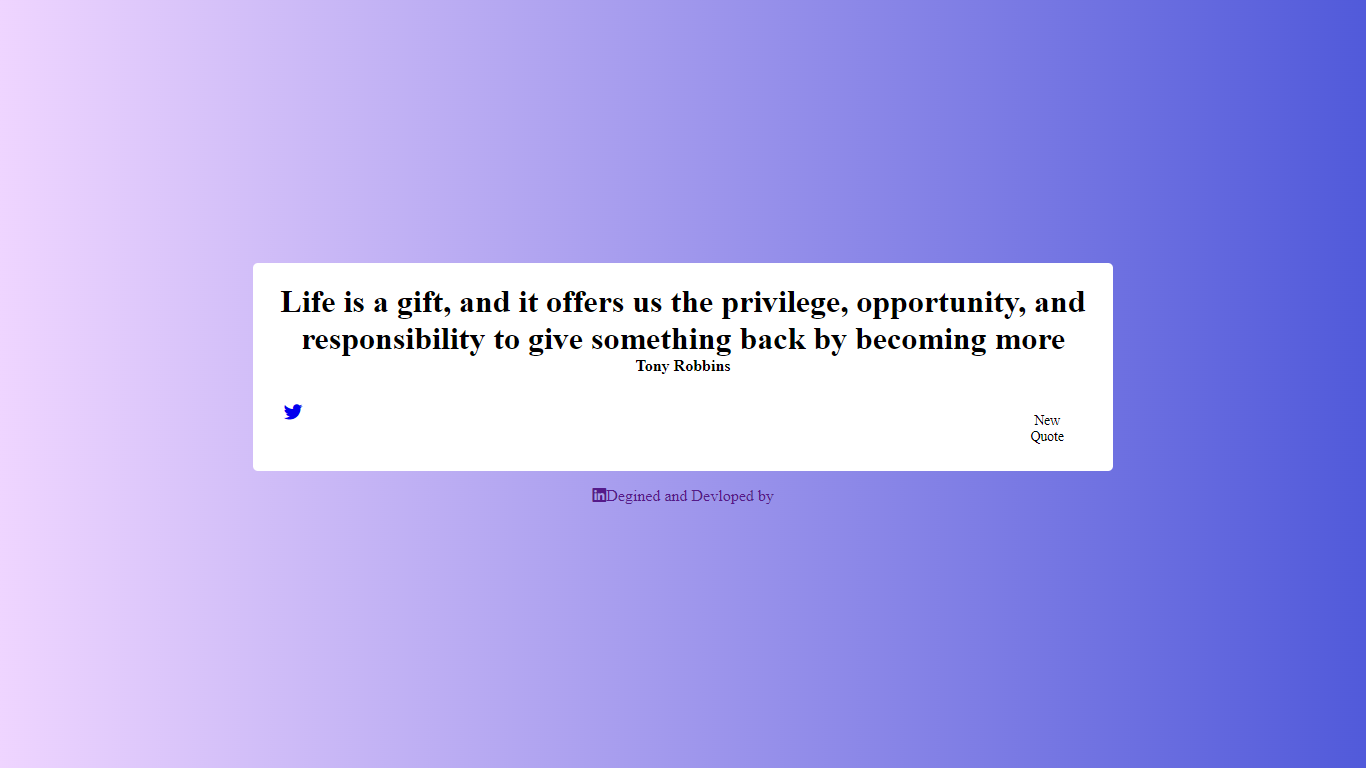 Life is a gift, and it offers us the privilege, opportunity, and
responsibility to give something back by becoming more
Tony Robbins
New
Quote
Degined and Devloped by